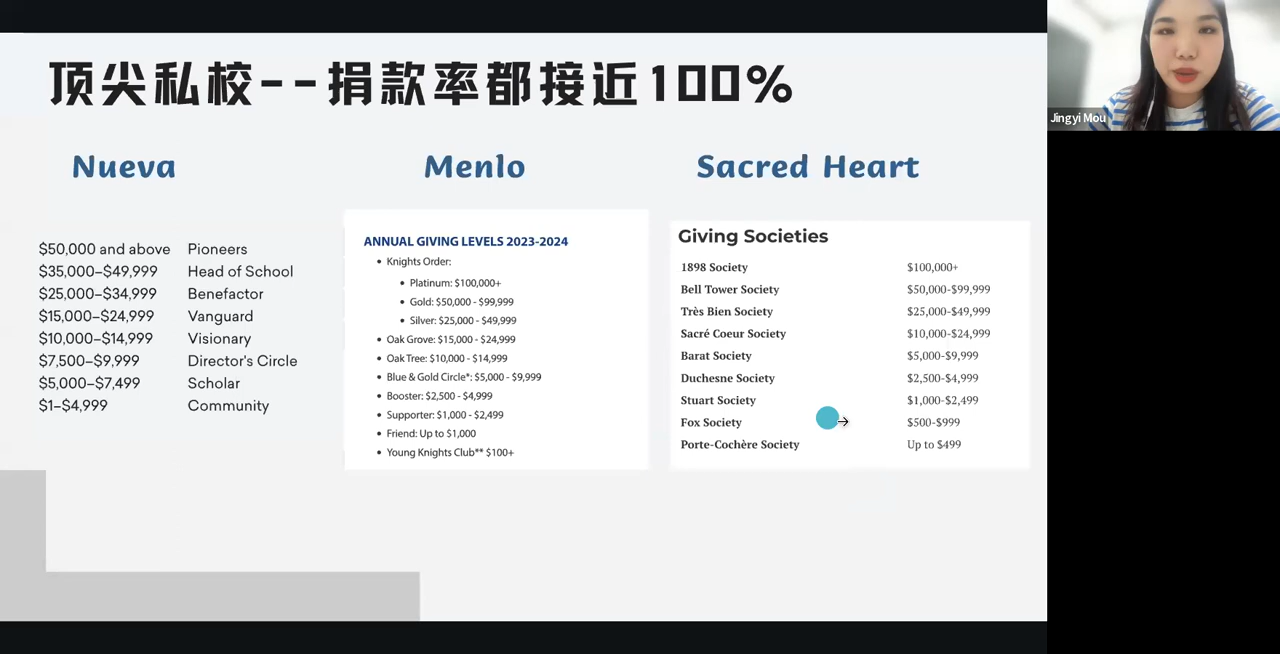 顶尖私校--捐款率都接近100%
Nueva
$50,000 and above Pioneers
$35,000–$49,999 Head of School
$25,000–$34,999 Benefactor
$15,000–$24,999 Vanguard
$10,000–$14,999 Visionary
$7,500–$9,999 Director's Circle
$5,000–$7,499 Scholar
$1–$4,999 Community
Menlo
ANNUAL GIVING LEVELS 2023-2024
• Knights Order:
• Platinum: $100,000+
• Gold: $50,000 - $99,999
• Silver: $25,000 - $49,999
• Oak Grove: $15,000 - $24,999
• Oak Tree: $10,000 - $14,999
• Blue & Gold Circle*: $5,000 - $9,999
• Booster: $2,500 - $4,999
• Supporter: $1,000 - $2,499
• Friend: Up to $1,000
• Young Knights Club** $100+
Sacred Heart
Giving Societies
1898 Society $100,000+
Bell Tower Society $50,000-$99,999
Très Bien Society $25,000-$49,999
Sacré Coeur Society $10,000-$24,999
Barat Society $5,000-$9,999
Duchesne Society $2,500-$4,999
Stuart Society $1,000-$2,499
Fox Society $500-$999
Porte-Cochère Society Up to $499
Jingyi Mou